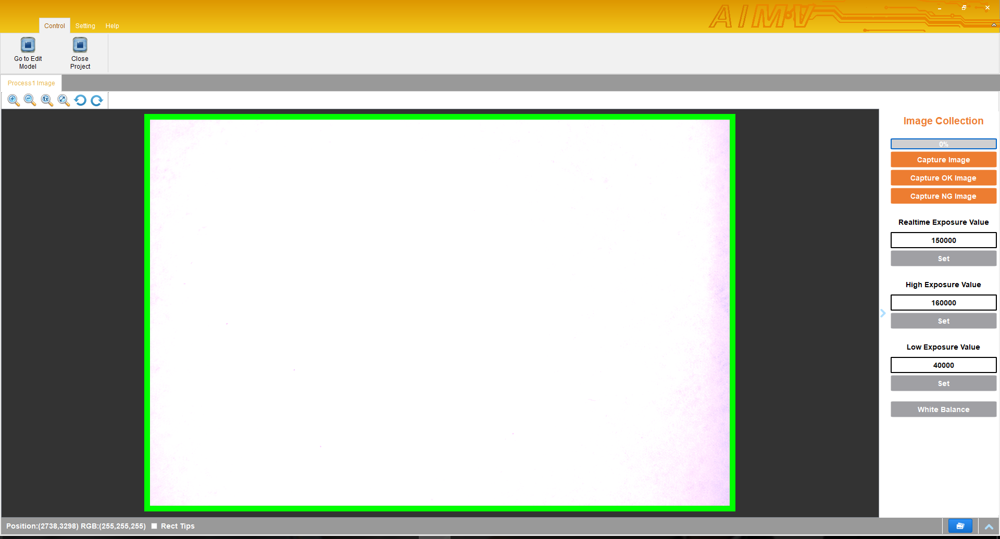 AIMV
Control Setting Help
Go to Edit Model
Close Project
Process1 Image
1x
Image Collection
0%
Capture Image
Capture OK Image
Capture NG Image
Realtime Exposure Value
150000
Set
High Exposure Value
160000
Set
Low Exposure Value
40000
Set
White Balance
Position:(2738,3298) RGB:(255,255,255) Rect Tips